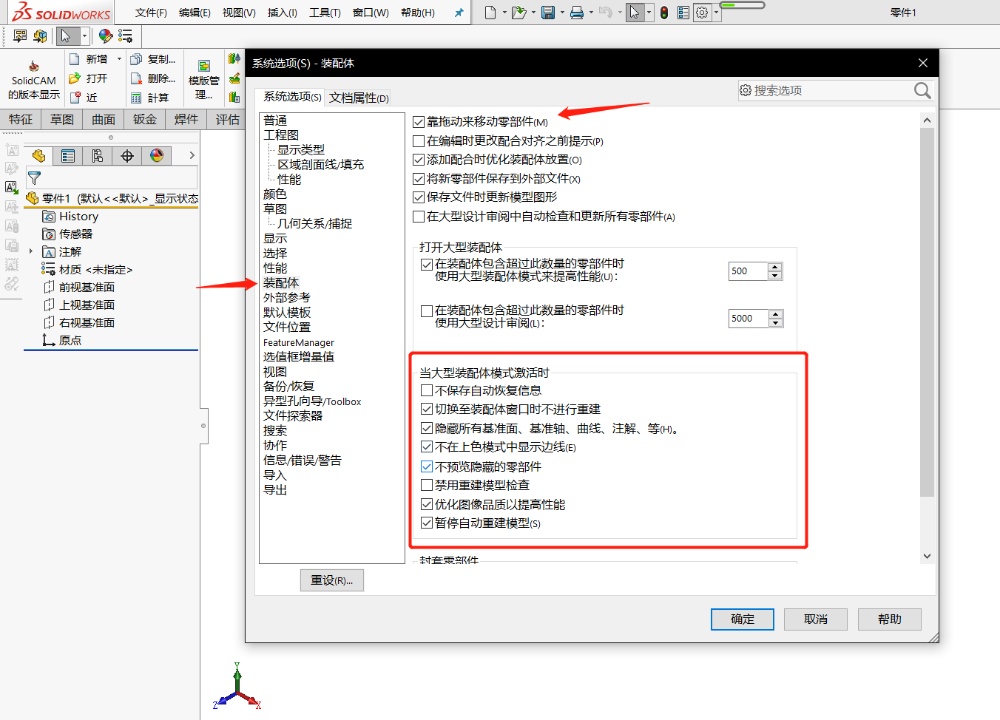 SOLIDWORKS
文件(F) 编辑(E) 视图(V) 插入(I) 工具(T) 窗口(W) 帮助(H)
零件1
SolidCAM
的版本显示
新增
打开
近
复制...
删除...
計算
模版管
理...
特征 草图 曲面 钣金 焊件 评估
零件1 (默认<<默认>_显示状态
History
传感器
注解
材质 <未指定>
前视基准面
上视基准面
右视基准面
原点
系统选项(S) - 装配体
系统选项(S) 文档属性(D)
搜索选项
普通
工程图
显示类型
区域剖面线/填充
性能
颜色
草图
几何关系/捕捉
显示
选择
性能
装配体
外部参考
默认模板
文件位置
FeatureManager
选值框增量值
视图
备份/恢复
异型孔向导/Toolbox
文件探索器
搜索
协作
信息/错误/警告
导入
导出
重设(R)...
靠拖动来移动零部件(M)
在编辑时更改配合对齐之前提示(P)
添加配合时优化装配体放置(O)
将新零部件保存到外部文件(X)
保存文件时更新模型图形
在大型设计审阅中自动检查和更新所有零部件(A)
打开大型装配体
在装配体包含超过此数量的零部件时
使用大型装配体模式来提高性能(U)：
500
在装配体包含超过此数量的零部件时
使用大型设计审阅(L)：
5000
当大型装配体模式激活时
不保存自动恢复信息
切换至装配体窗口时不进行重建
隐藏所有基准面、基准轴、曲线、注解、等(H)。
不在上色模式中显示边线(E)
不预览隐藏的零部件
禁用重建模型检查
优化图像品质以提高性能
暂停自动重建模型(S)
封套零部件
确定 取消 帮助
Y
Z X